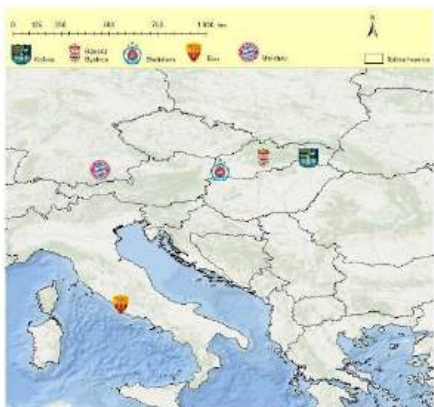 0 125 250 500 750 1 000 km
N
Košice
Banská
Bystrica
Bratislava
Rím
Mníchov
Štátna hranica